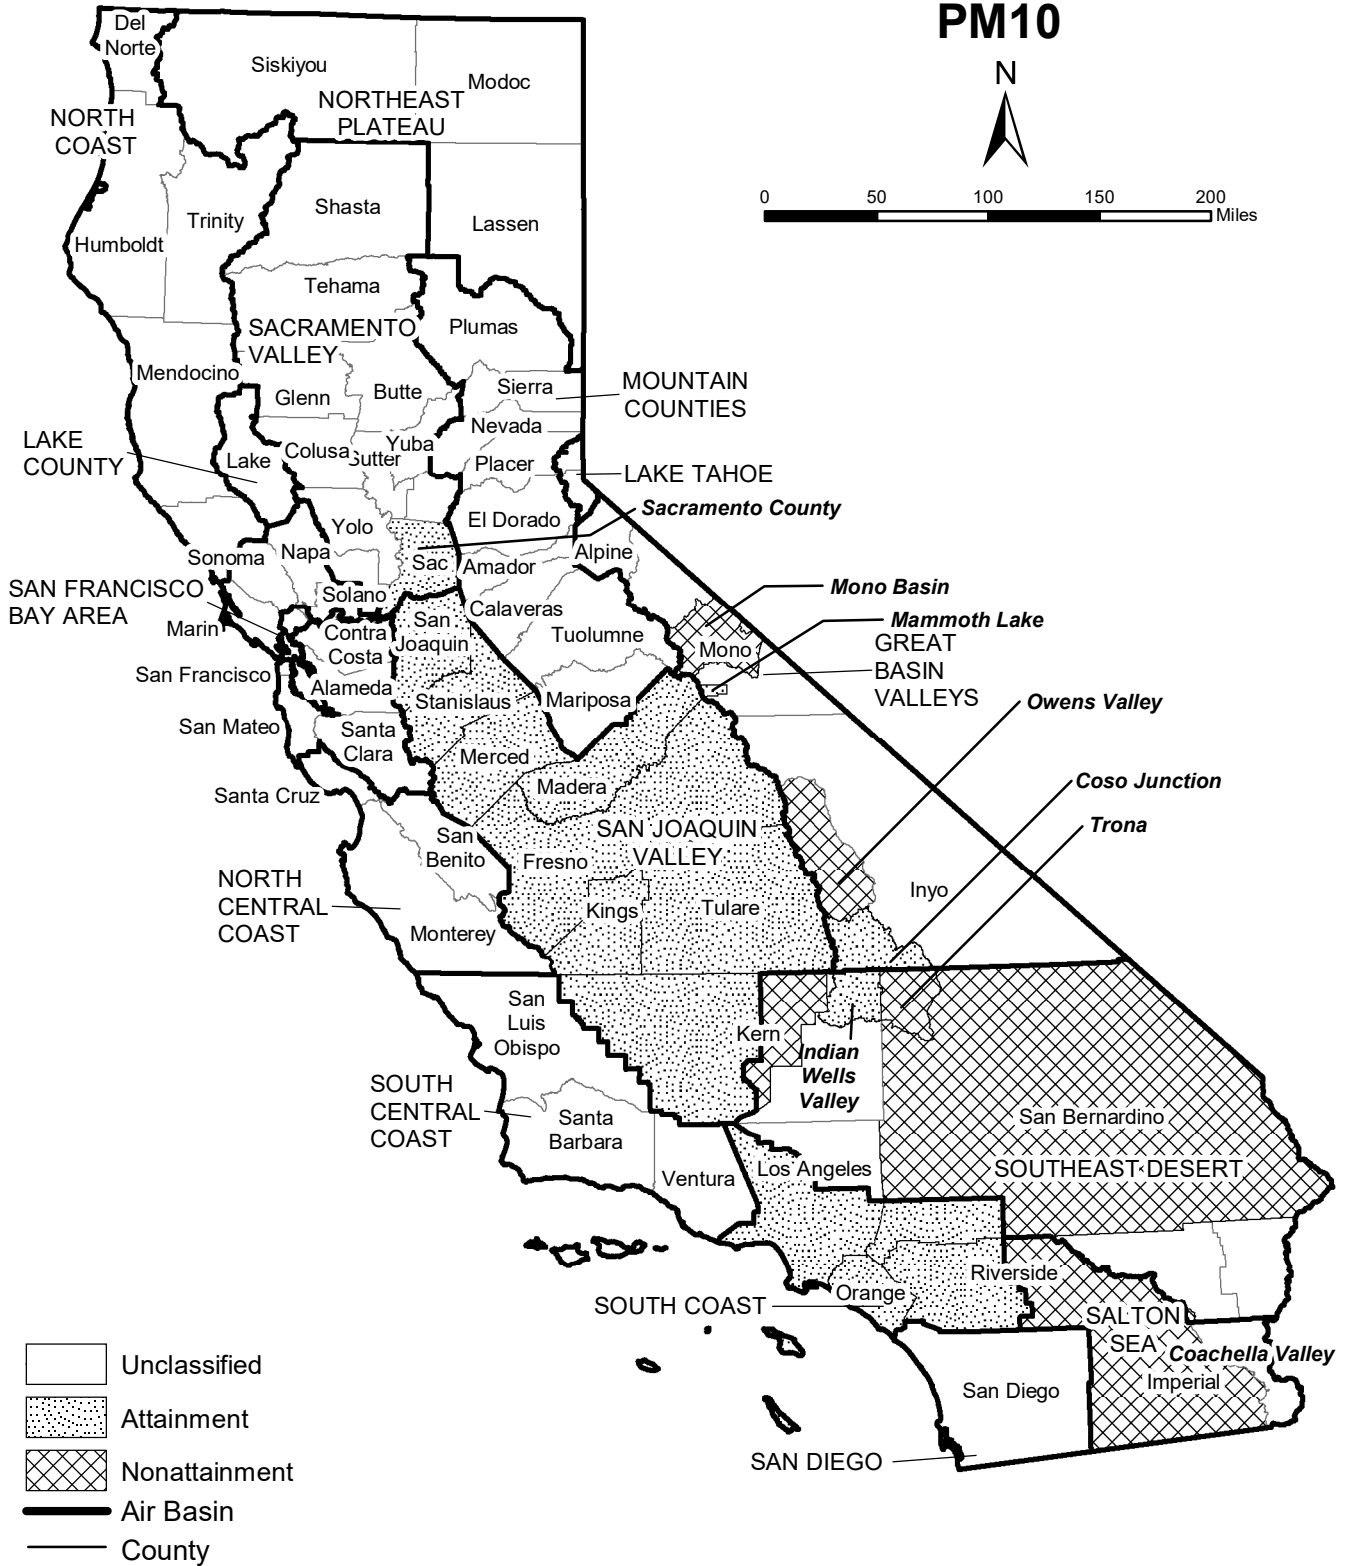 PM10
N
0 50 100 150 200
Miles
Del
Norte
Siskiyou
Modoc
NORTHEAST
PLATEAU
NORTH
COAST
Shasta
Trinity
Lassen
Humboldt
Tehama
SACRAMENTO
VALLEY
Plumas
Mendocino
Glenn
Butte
Sierra
MOUNTAIN
COUNTIES
Nevada
LAKE
COUNTY
Lake
Colusa
Sutter
Yuba
Placer
LAKE TAHOE
Sacramento County
El Dorado
Yolo
Sonoma
Napa
Sac
Amador
Alpine
SAN FRANCISCO
BAY AREA
Solano
Mono Basin
Marin
Calaveras
Mammoth Lake
San
Joaquin
Contra
Costa
Tuolumne
Mono
GREAT
BASIN
VALLEYS
San Francisco
Alameda
Stanislaus
Mariposa
Owens Valley
San Mateo
Santa
Clara
Merced
Coso Junction
Santa Cruz
Madera
Trona
SAN JOAQUIN
VALLEY
San
Benito
Fresno
Inyo
NORTH
CENTRAL
COAST
Kings
Tulare
Monterey
San
Luis
Obispo
Kern
Indian
Wells
Valley
SOUTH
CENTRAL
COAST
Santa
Barbara
San Bernardino
Ventura
Los Angeles
SOUTHEAST DESERT
Riverside
Orange
SOUTH COAST
SALTON
SEA
Coachella Valley
Imperial
San Diego
SAN DIEGO
Unclassified
Attainment
Nonattainment
Air Basin
County